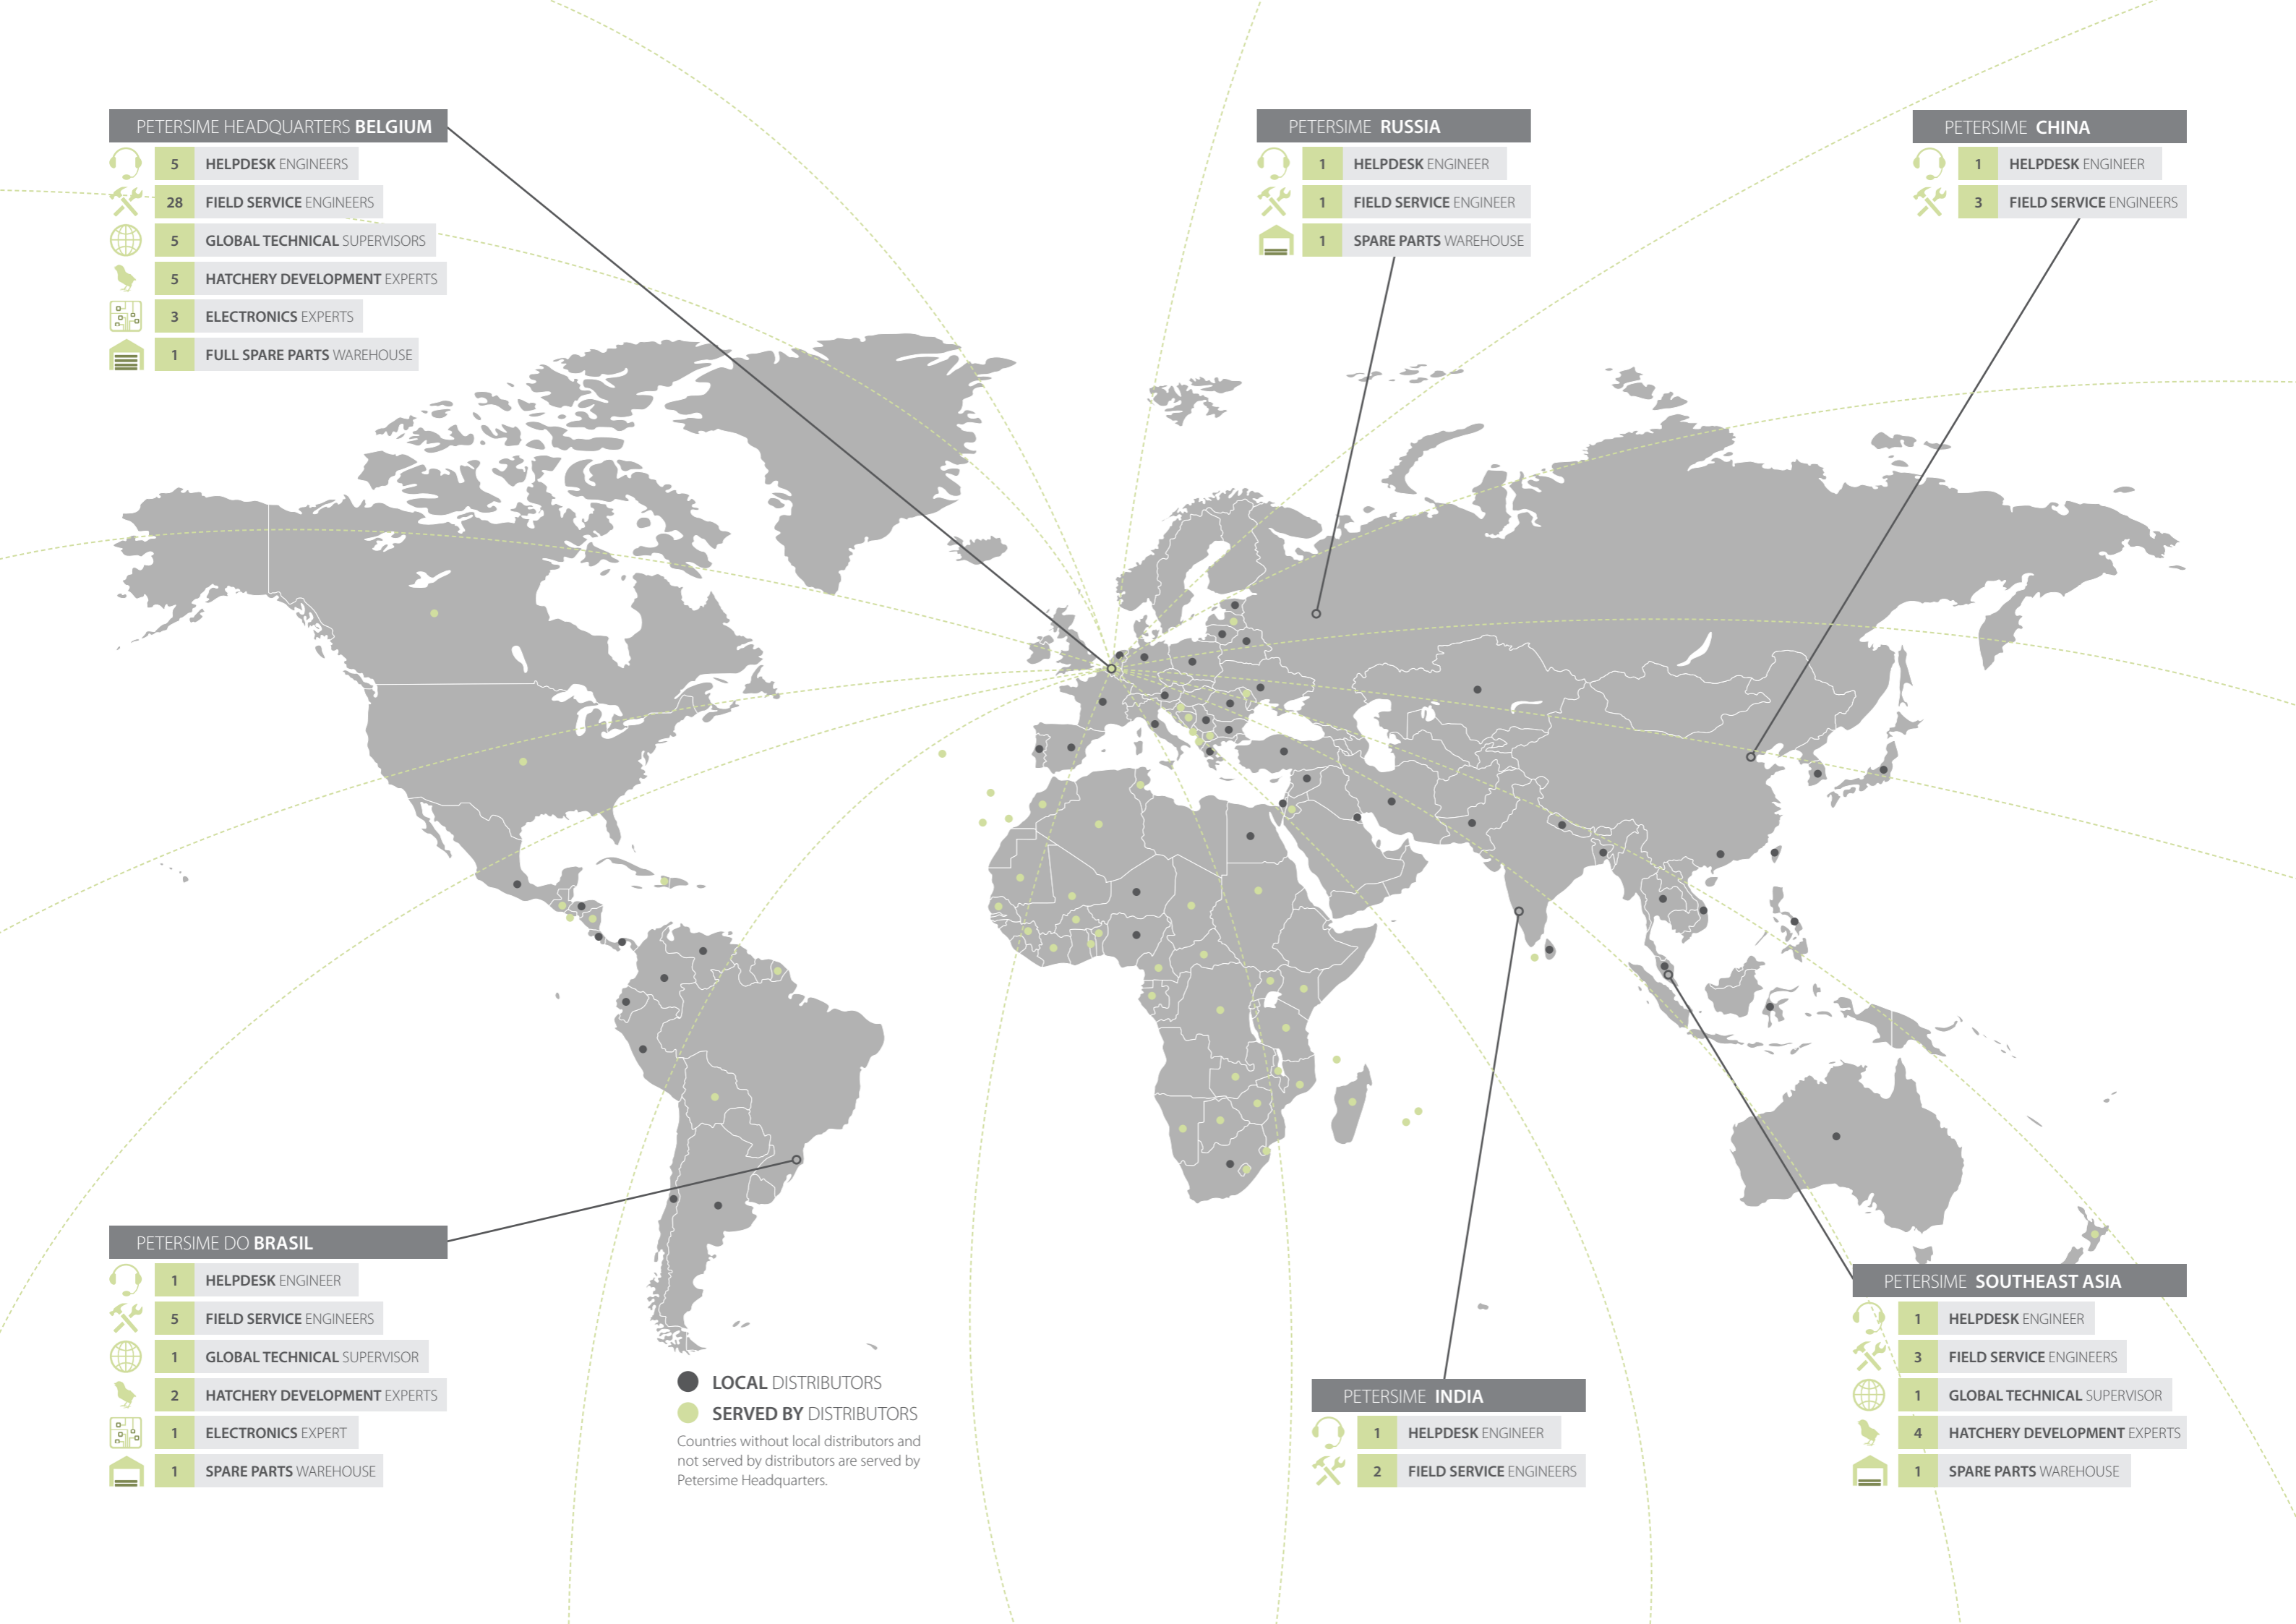 PETERSIME HEADQUARTERS BELGIUM
5 HELPDESK ENGINEERS
28 FIELD SERVICE ENGINEERS
5 GLOBAL TECHNICAL SUPERVISORS
5 HATCHERY DEVELOPMENT EXPERTS
3 ELECTRONICS EXPERTS
1 FULL SPARE PARTS WAREHOUSE
PETERSIME RUSSIA
1 HELPDESK ENGINEER
1 FIELD SERVICE ENGINEER
1 SPARE PARTS WAREHOUSE
PETERSIME CHINA
1 HELPDESK ENGINEER
3 FIELD SERVICE ENGINEERS
PETERSIME DO BRASIL
1 HELPDESK ENGINEER
5 FIELD SERVICE ENGINEERS
1 GLOBAL TECHNICAL SUPERVISOR
2 HATCHERY DEVELOPMENT EXPERTS
1 ELECTRONICS EXPERT
1 SPARE PARTS WAREHOUSE
LOCAL DISTRIBUTORS
SERVED BY DISTRIBUTORS
Countries without local distributors and
not served by distributors are served by
Petersime Headquarters.
PETERSIME INDIA
1 HELPDESK ENGINEER
2 FIELD SERVICE ENGINEERS
PETERSIME SOUTHEAST ASIA
1 HELPDESK ENGINEER
3 FIELD SERVICE ENGINEERS
1 GLOBAL TECHNICAL SUPERVISOR
4 HATCHERY DEVELOPMENT EXPERTS
1 SPARE PARTS WAREHOUSE